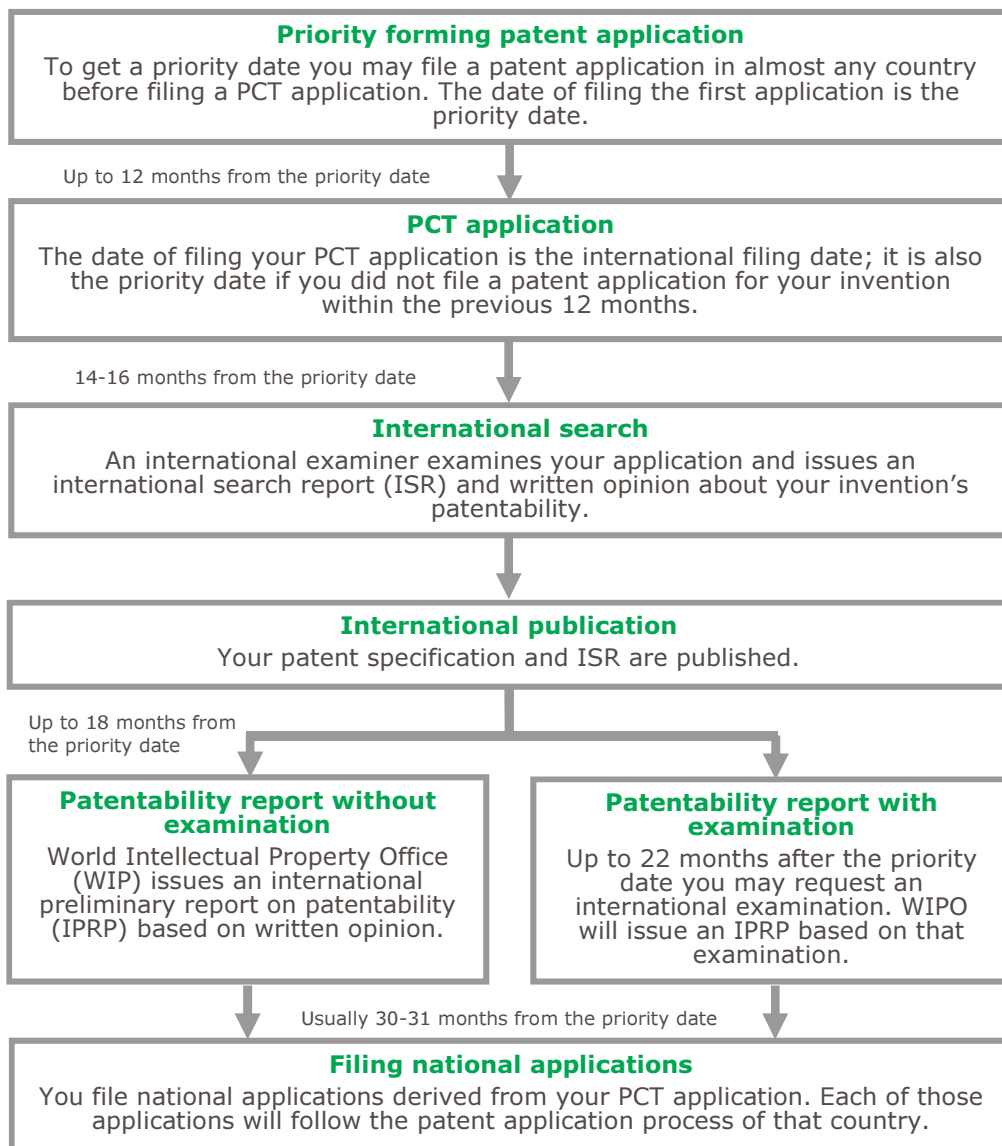 Priority forming patent application
To get a priority date you may file a patent application in almost any country
before filing a PCT application. The date of filing the first application is the
priority date.
Up to 12 months from the priority date
PCT application
The date of filing your PCT application is the international filing date; it is also
the priority date if you did not file a patent application for your invention
within the previous 12 months.
14-16 months from the priority date
International search
An international examiner examines your application and issues an
international search report (ISR) and written opinion about your invention’s
patentability.
International publication
Your patent specification and ISR are published.
Up to 18 months from
the priority date
Patentability report without
examination
World Intellectual Property Office
(WIP) issues an international
preliminary report on patentability
(IPRP) based on written opinion.
Patentability report with
examination
Up to 22 months after the priority
date you may request an
international examination. WIPO
will issue an IPRP based on that
examination.
Usually 30-31 months from the priority date
Filing national applications
You file national applications derived from your PCT application. Each of those
applications will follow the patent application process of that country.